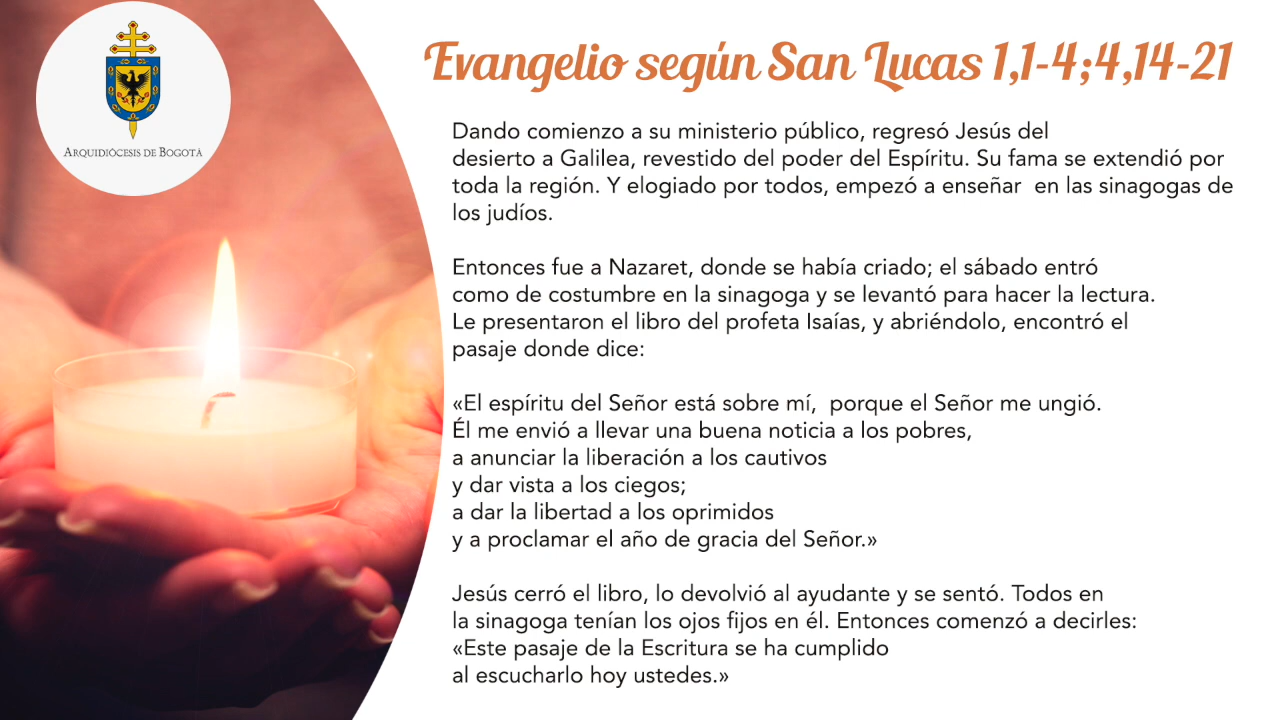 ARQUIDIÓCESIS DE BOGOTÁ
Evangelio según San Lucas 1,1-4;4,14-21
Dando comienzo a su ministerio público, regresó Jesús del
desierto a Galilea, revestido del poder del Espíritu. Su fama se extendió por
toda la región. Y elogiado por todos, empezó a enseñar  en las sinagogas de
los judíos.
Entonces fue a Nazaret, donde se había criado; el sábado entró
como de costumbre en la sinagoga y se levantó para hacer la lectura.
Le presentaron el libro del profeta Isaías, y abriéndolo, encontró el
pasaje donde dice:
«El espíritu del Señor está sobre mí,  porque el Señor me ungió.
Él me envió a llevar una buena noticia a los pobres,
a anunciar la liberación a los cautivos
y dar vista a los ciegos;
a dar la libertad a los oprimidos
y a proclamar el año de gracia del Señor.»
Jesús cerró el libro, lo devolvió al ayudante y se sentó. Todos en
la sinagoga tenían los ojos fijos en él. Entonces comenzó a decirles:
«Este pasaje de la Escritura se ha cumplido
al escucharlo hoy ustedes.»